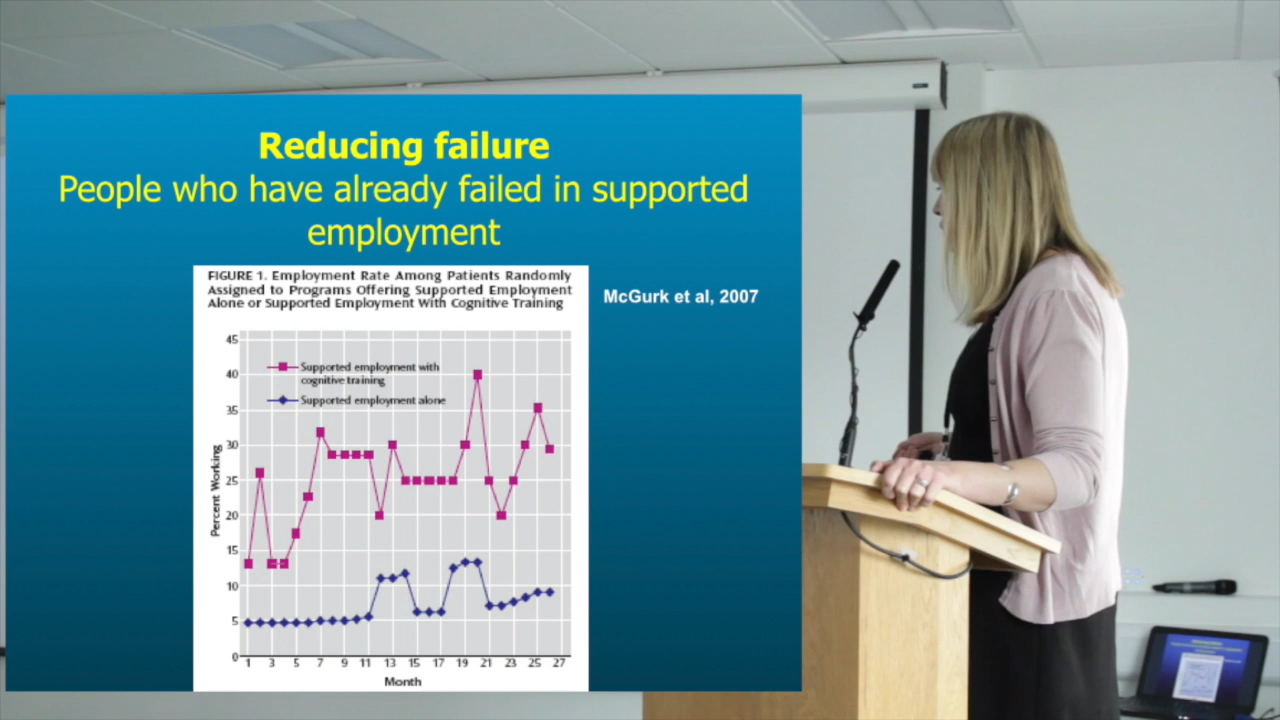 Reducing failure
People who have already failed in supported
employment
FIGURE 1. Employment Rate Among Patients Randomly
Assigned to Programs Offering Supported Employment
Alone or Supported Employment With Cognitive Training
McGurk et al, 2007
45
40
35
30
25
20
15
10
5
0
Percent Working
Supported employment with
cognitive training
Supported employment alone
1 3 5 7 9 11 13 15 17 19 21 23 25 27
Month